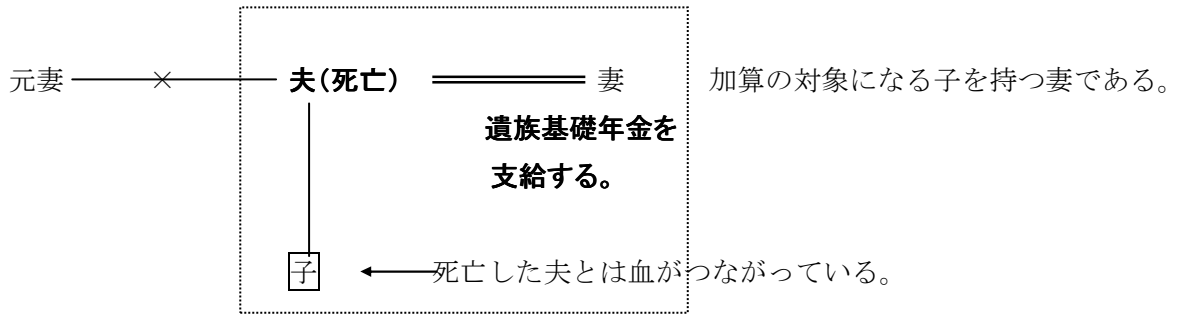 元妻 × 夫(死亡) 妻 加算の対象になる子を持つ妻である。
遺族基礎年金を
支給する。
子 死亡した夫とは血がつながっている。